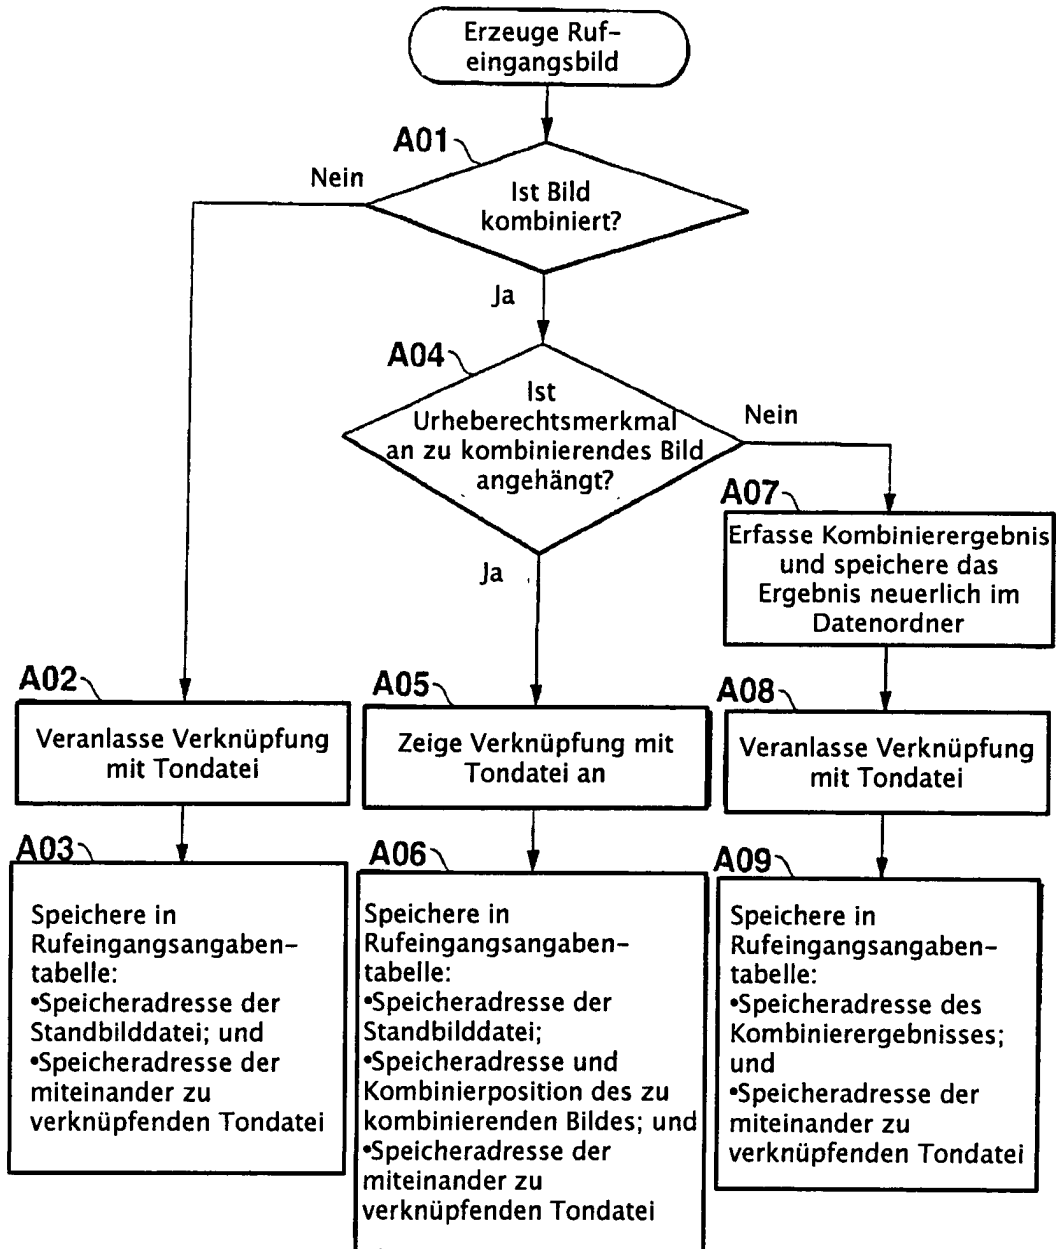 Erzeuge Ruf-
eingangsbild
A01
Nein
Ist Bild
kombiniert?
Ja
A04
Ist
Urheberechtsmerkmal
an zu kombinierendes Bild
angehängt?
Nein
Ja
A07
Erfasse Kombinierergebnis
und speichere das
Ergebnis neuerlich im
Datenordner
A02
Veranlasse Verknüpfung
mit Tondatei
A05
Zeige Verknüpfung mit
Tondatei an
A08
Veranlasse Verknüpfung
mit Tondatei
A03
Speichere in
Rufeingangsangaben-
tabelle:
•Speicheradresse der
Standbilddatei; und
•Speicheradresse der
miteinander zu
verknüpfenden Tondatei
A06
Speichere in
Rufeingangsangaben-
tabelle:
•Speicheradresse der
Standbilddatei;
•Speicheradresse und
Kombinierposition des zu
kombinierenden Bildes; und
•Speicheradresse der
miteinander zu
verknüpfenden Tondatei
A09
Speichere in
Rufeingangsangaben-
tabelle:
•Speicheradresse des
Kombinierergebnisses;
und
•Speicheradresse der
miteinander zu
verknüpfenden Tondatei